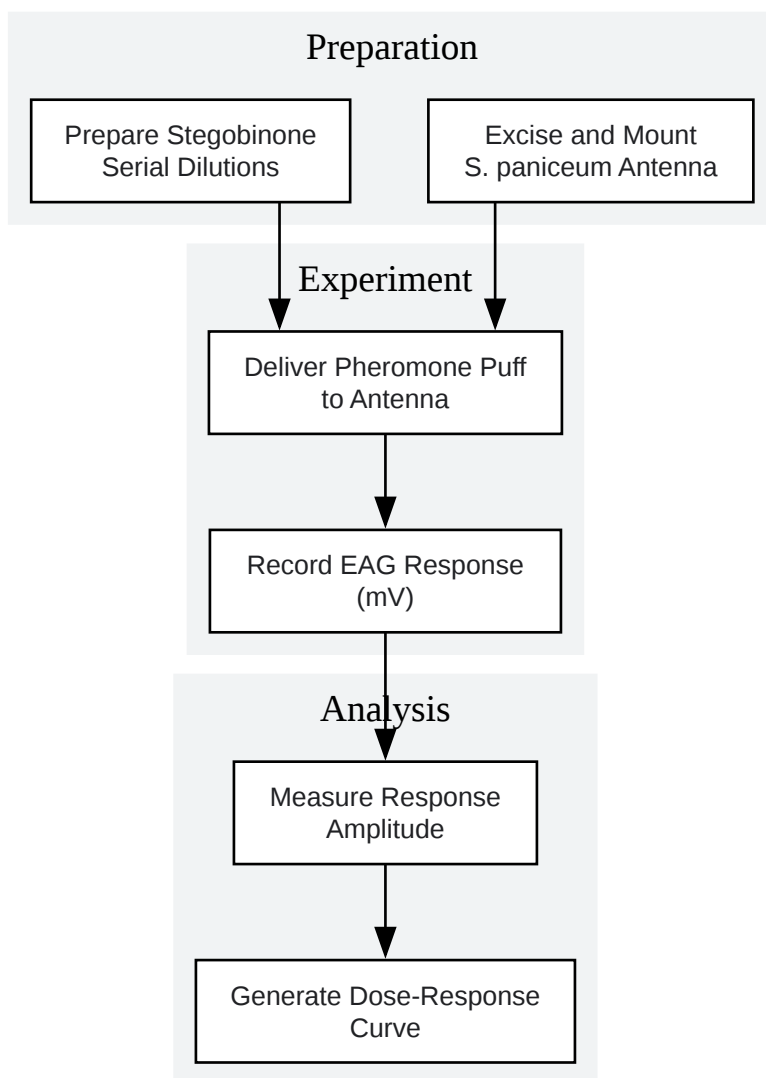 Preparation
Prepare Stegobinone
Serial Dilutions
Excise and Mount
S. paniceum Antenna
Experiment
Deliver Pheromone Puff
to Antenna
Record EAG Response
(mV)
Analysis
Measure Response
Amplitude
Generate Dose-Response
Curve